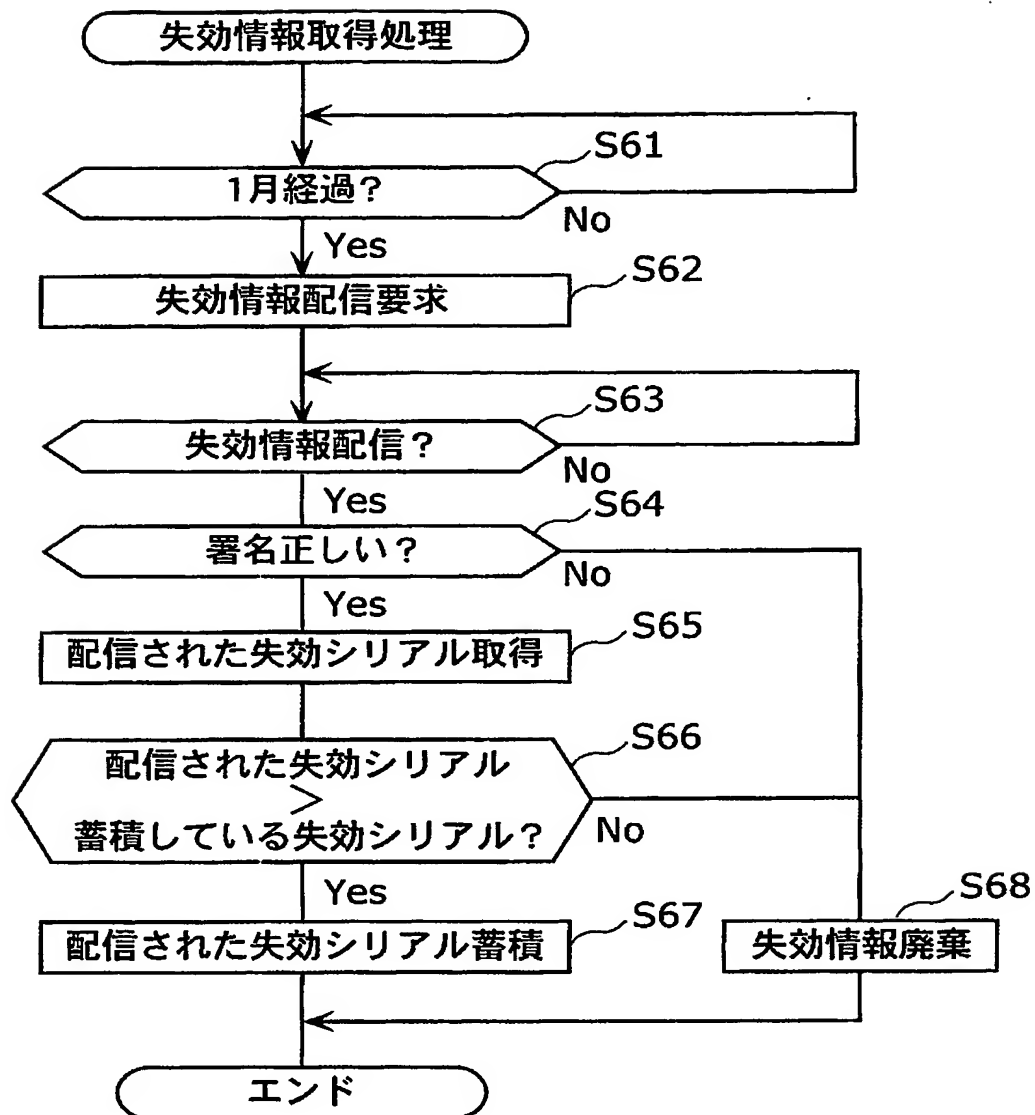 失効情報取得処理
S61
1月経過？
No
Yes
S62
失効情報配信要求
S63
失効情報配信？
No
Yes
S64
署名正しい？
No
Yes
S65
配信された失効シリアル取得
S66
配信された失効シリアル
＞
蓄積している失効シリアル？
No
Yes
S67
配信された失効シリアル蓄積
S68
失効情報廃棄
エンド